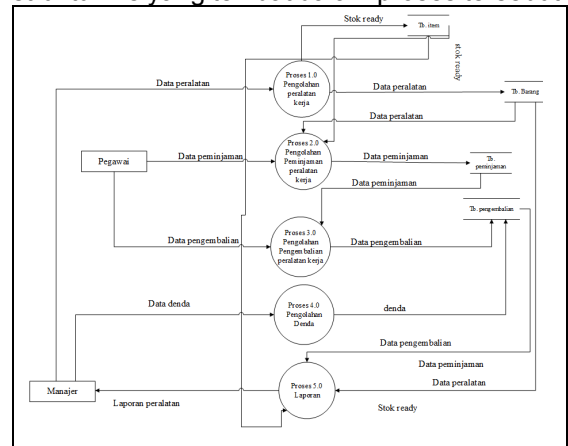 Stok ready
Tb. item
stok ready
Proses 1.0
Pengolahan
peralatan
kerja
Data peralatan
Data peralatan
Tb. Barang
Data peralatan
Proses 2.0
Pengolahan
Peminjaman
peralatan
kerja
Pegawai
Data peminjaman
Data peminjaman
Tb.
peminjaman
Data peminjaman
Tb. pengembalian
Proses 3.0
Pengolahan
Pengembalian
peralatan kerja
Data pengembalian
Data pengembalian
Data denda
Proses 4.0
Pengolahan
Denda
denda
Data pengembalian
Data peminjaman
Data peralatan
Proses 5.0
Laporan
Manajer
Laporan peralatan
Stok ready